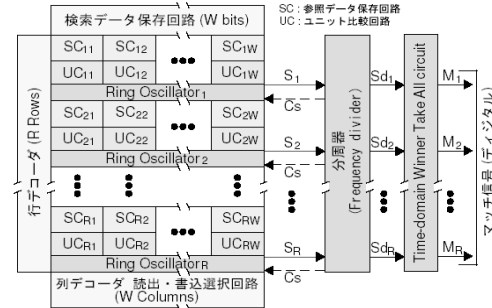 検索データ保存回路 (W bits)
SC : 参照データ保存回路
UC : ユニット比較回路
行デコーダ (R Rows)
SC11 SC12 SC1W
UC11 UC12 UC1W
Ring Oscillator1
SC21 SC22 SC2W
UC21 UC22 UC2W
Ring Oscillator2
SCR1 SCR2 SCRW
UCR1 UCR2 UCRW
Ring OscillatorR
列デコーダ 読出・書込選択回路
(W Columns)
S1
Cs
S2
Cs
SR
Cs
分周器
(Frequency divider)
Sd1
Sd2
SdR
Time-domain Winner Take All circuit
M1
M2
MR
マッチ信号 (ディジタル)